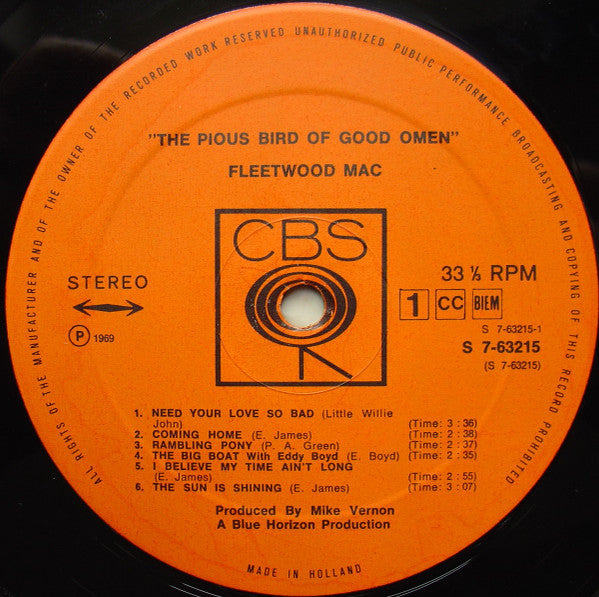 ALL RIGHTS OF THE MANUFACTURER AND OF THE OWNER OF THE RECORDED WORK RESERVED UNAUTHORIZED PUBLIC PERFORMANCE BROADCASTING AND COPYING OF THIS RECORD PROHIBITED
"THE PIOUS BIRD OF GOOD OMEN"
FLEETWOOD MAC
CBS
STEREO
33 ⅓ RPM
1 CC BIEM
Ⓟ 1969
S 7-63215-1
S 7-63215
(S 7-63215)
1. NEED YOUR LOVE SO BAD (Little Willie
John) (Time: 3 : 36)
2. COMING HOME (E. James) (Time: 2 : 38)
3. RAMBLING PONY (P. A. Green) (Time: 2 : 37)
4. THE BIG BOAT With Eddy Boyd (E. Boyd) (Time: 2 : 35)
5. I BELIEVE MY TIME AIN'T LONG
(E. James) (Time: 2 : 55)
6. THE SUN IS SHINING (E. James) (Time: 3 : 07)
Produced By Mike Vernon
A Blue Horizon Production
MADE IN HOLLAND